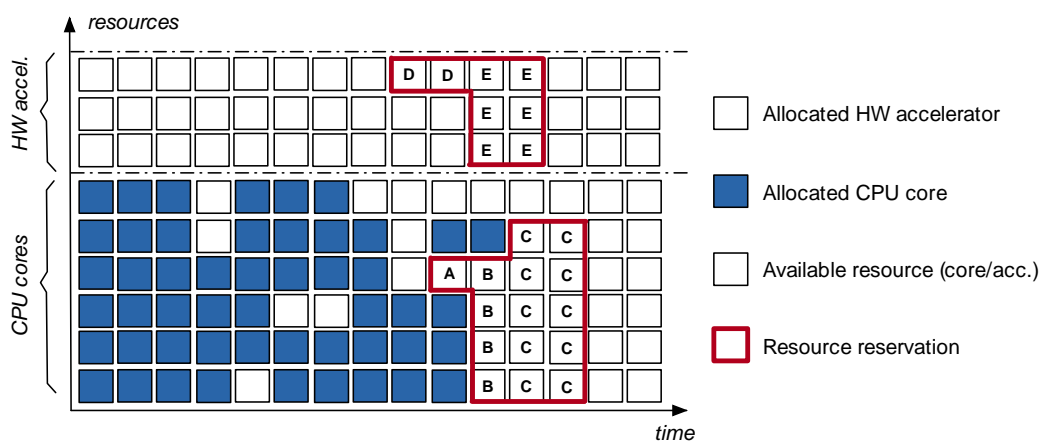 resources
HW accel.
D D E E
E E
E E
CPU cores
C C
A B C C
B C C
B C C
B C C
time
Allocated HW accelerator
Allocated CPU core
Available resource (core/acc.)
Resource reservation